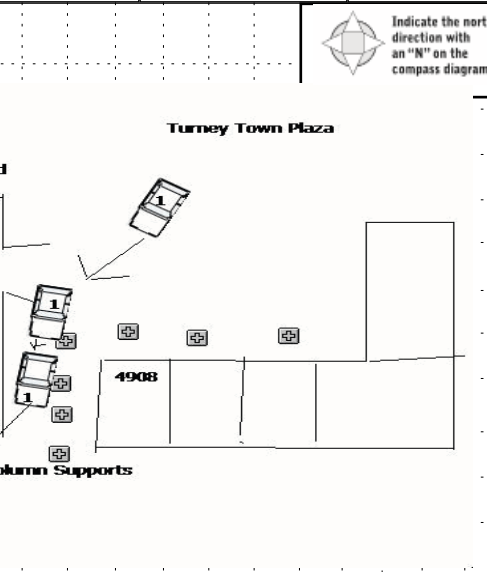 Indicate the nort
direction with
an “N” on the
compass diagram
Turney Town Plaza
d
1
1
1
4908
olumn Supports